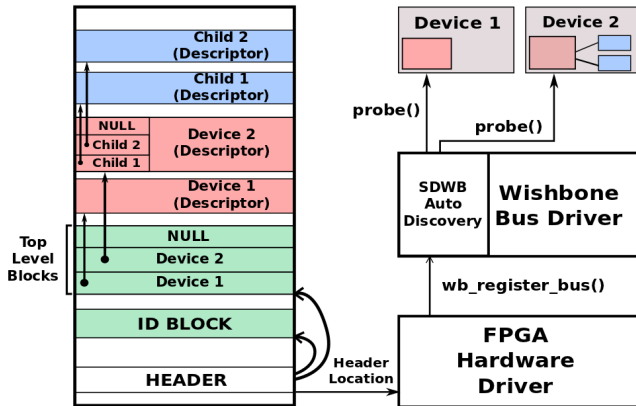 Child 2
(Descriptor)
Child 1
(Descriptor)
NULL
Child 2
Child 1
Device 2
(Descriptor)
Device 1
(Descriptor)
Top
Level
Blocks
NULL
Device 2
Device 1
ID BLOCK
HEADER
Device 1
Device 2
probe()
probe()
SDWB
Auto
Discovery
Wishbone
Bus Driver
wb_register_bus()
Header
Location
FPGA
Hardware
Driver